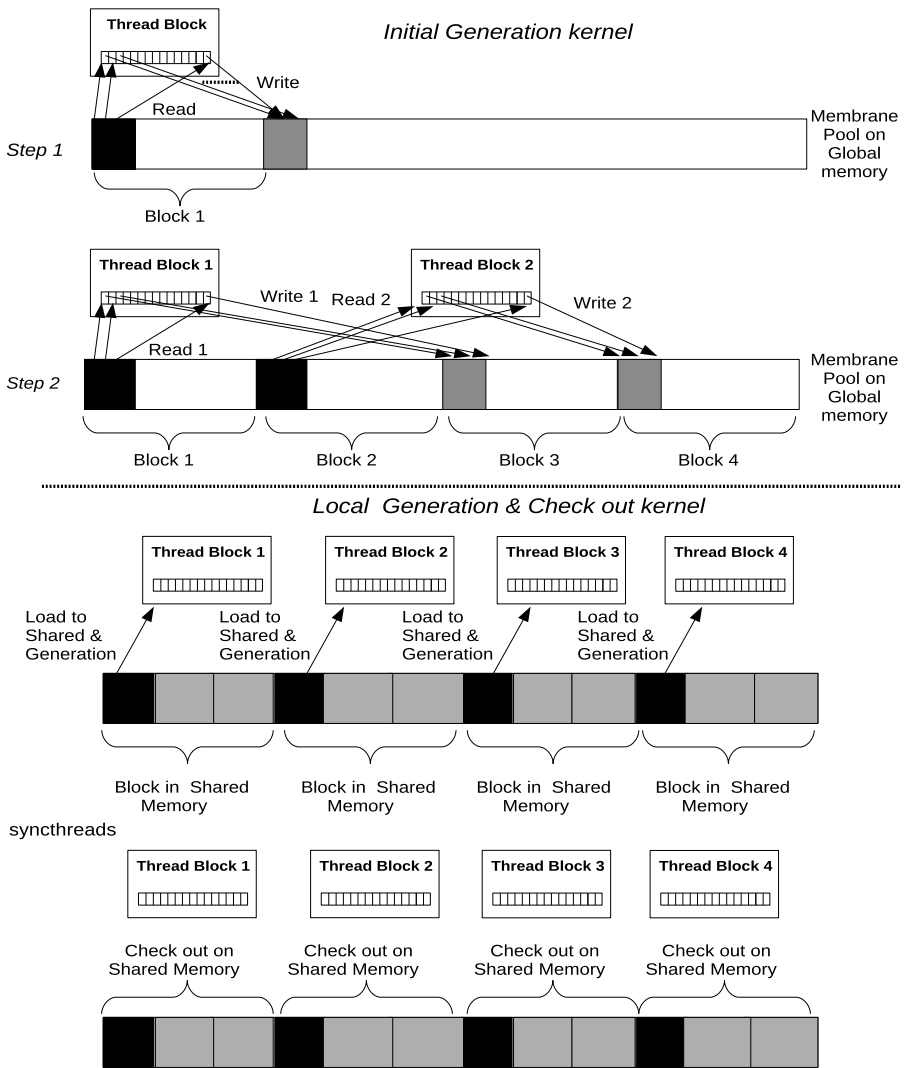 Initial Generation kernel
Thread Block
Write
Read
Step 1
Membrane
Pool on
Global
memory
Block 1
Thread Block 1
Thread Block 2
Write 1
Read 2
Write 2
Read 1
Step 2
Membrane
Pool on
Global
memory
Block 1
Block 2
Block 3
Block 4
Local Generation & Check out kernel
Thread Block 1
Thread Block 2
Thread Block 3
Thread Block 4
Load to
Shared &
Generation
Load to
Shared &
Generation
Load to
Shared &
Generation
Load to
Shared &
Generation
Block in Shared
Memory
Block in Shared
Memory
Block in Shared
Memory
Block in Shared
Memory
syncthreads
Thread Block 1
Thread Block 2
Thread Block 3
Thread Block 4
Check out on
Shared Memory
Check out on
Shared Memory
Check out on
Shared Memory
Check out on
Shared Memory